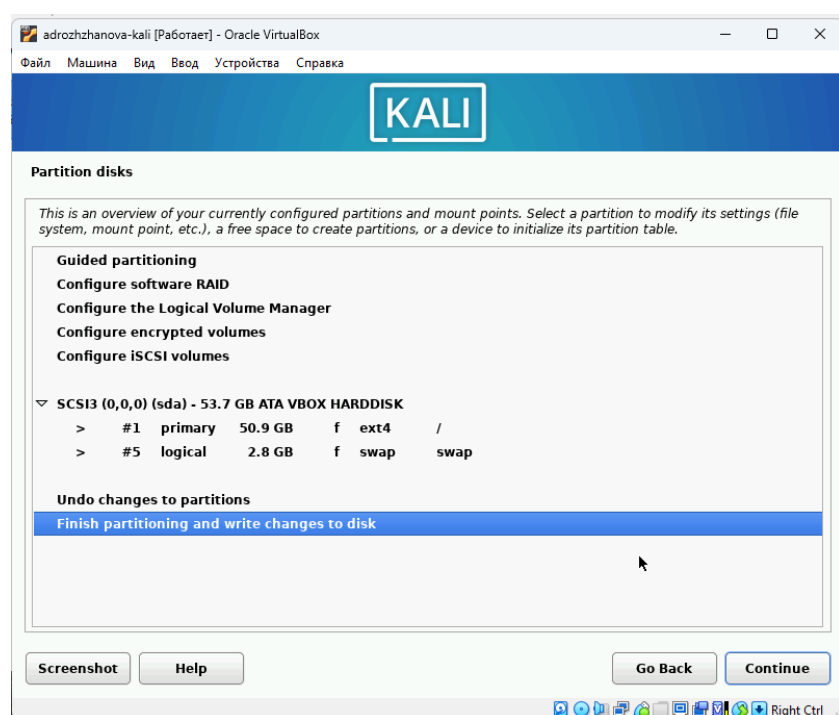 adrozhzhanova-kali [Работает] - Oracle VirtualBox
Файл Машина Вид Ввод Устройства Справка
KALI
Partition disks
This is an overview of your currently configured partitions and mount points. Select a partition to modify its settings (file
system, mount point, etc.), a free space to create partitions, or a device to initialize its partition table.
Guided partitioning
Configure software RAID
Configure the Logical Volume Manager
Configure encrypted volumes
Configure iSCSI volumes
SCSI3 (0,0,0) (sda) - 53.7 GB ATA VBOX HARDDISK
> #1 primary 50.9 GB f ext4 /
> #5 logical 2.8 GB f swap swap
Undo changes to partitions
Finish partitioning and write changes to disk
Screenshot Help Go Back Continue
Right Ctrl